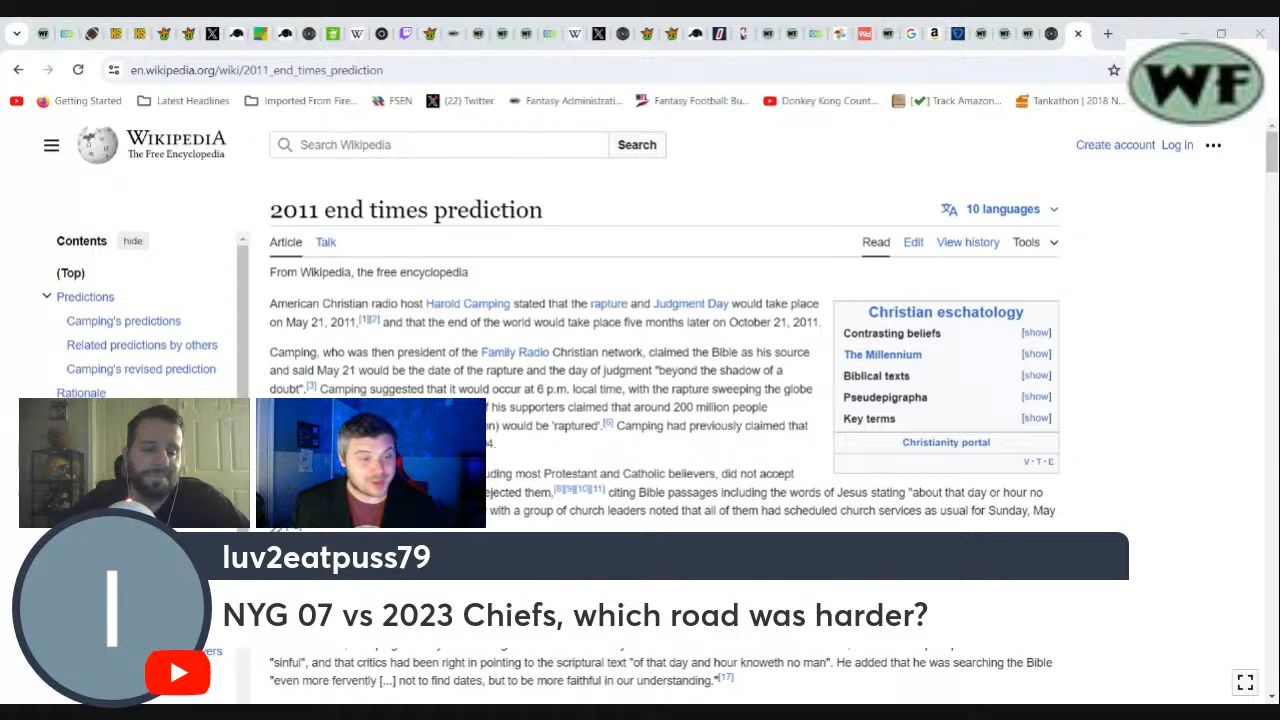 en.wikipedia.org/wiki/2011_end_times_prediction
WF
Getting Started
Latest Headlines
Imported From Fire...
FSEN
(22) Twitter
Fantasy Administrati...
Fantasy Football: Bu...
Donkey Kong Count...
Track Amazon...
Tankathon | 2018 N...
WIKIPEDIA
The Free Encyclopedia
Search Wikipedia
Search
Create account
Log in
2011 end times prediction
10 languages
Contents
hide
Article
Talk
Read
Edit
View history
Tools
(Top)
From Wikipedia, the free encyclopedia
Predictions
Camping's predictions
Related predictions by others
Camping's revised prediction
Rationale
American Christian radio host Harold Camping stated that the rapture and Judgment Day would take place
on May 21, 2011,[1][2] and that the end of the world would take place five months later on October 21, 2011.
Camping, who was then president of the Family Radio Christian network, claimed the Bible as his source
and said May 21 would be the date of the rapture and the day of judgment "beyond the shadow of a
doubt".[3] Camping suggested that it would occur at 6 p.m. local time, with the rapture sweeping the globe
f his supporters claimed that around 200 million people
on) would be 'raptured'.[6] Camping had previously claimed that
4.
Christian eschatology
Contrasting beliefs [show]
The Millennium [show]
Biblical texts [show]
Pseudepigrapha [show]
Key terms [show]
Christianity portal
V·T·E
uding most Protestant and Catholic believers, did not accept
ejected them,[8][9][10][11] citing Bible passages including the words of Jesus stating "about that day or hour no
with a group of church leaders noted that all of them had scheduled church services as usual for Sunday, May
luv2eatpuss79
l
NYG 07 vs 2023 Chiefs, which road was harder?
ers
"sinful", and that critics had been right in pointing to the scriptural text "of that day and hour knoweth no man". He added that he was searching the Bible
"even more fervently [...] not to find dates, but to be more faithful in our understanding."[17]